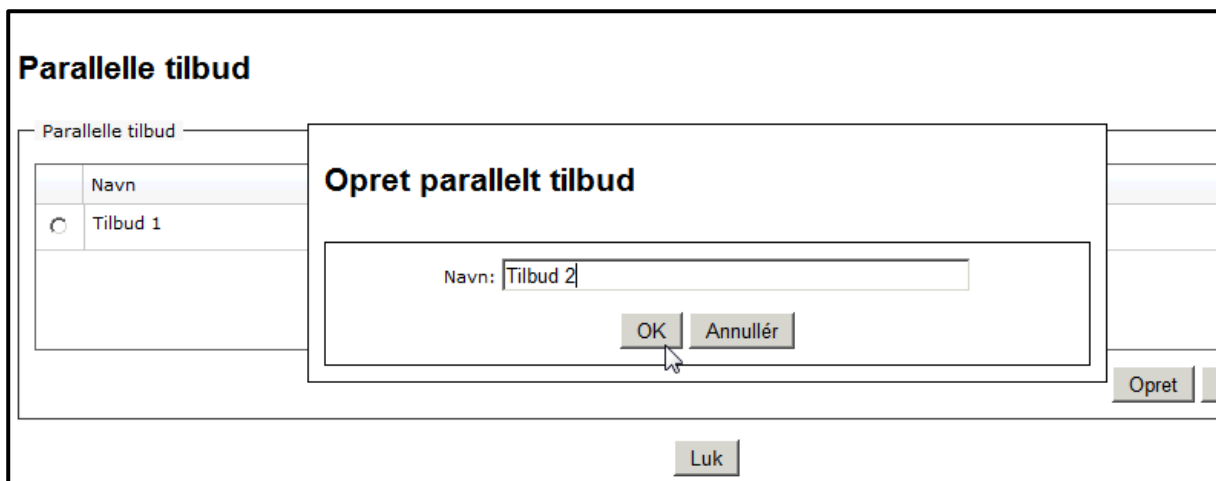 Parallelle tilbud
Parallelle tilbud
Opret parallelt tilbud
Navn
Tilbud 1
Navn: Tilbud 2
OK Annullér
Opret
Luk